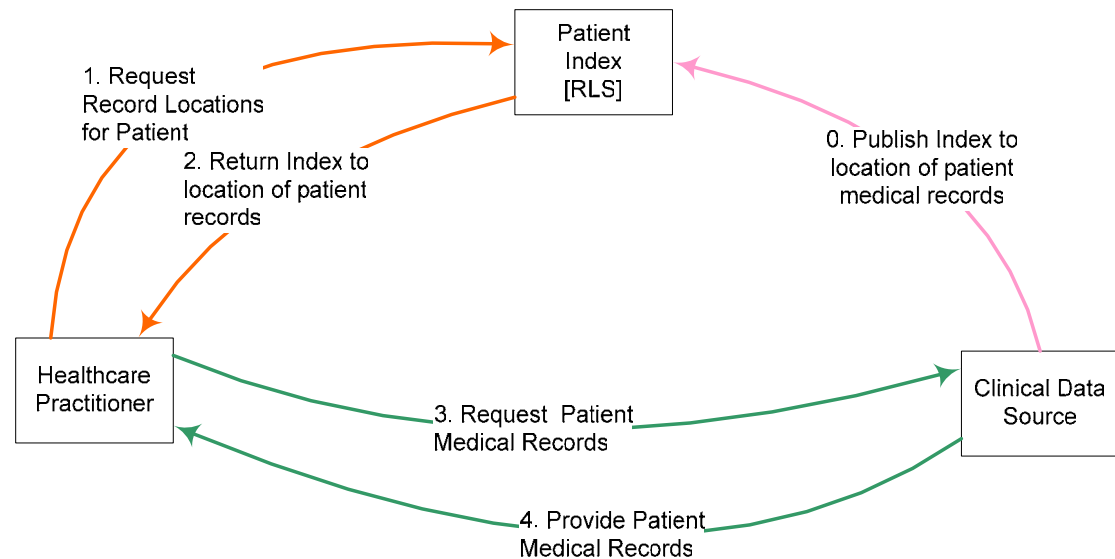 Patient
Index
[RLS]
1. Request
Record Locations
for Patient
0. Publish Index to
location of patient
medical records
2. Return Index to
location of patient
records
Healthcare
Practitioner
Clinical Data
Source
3. Request Patient
Medical Records
4. Provide Patient
Medical Records